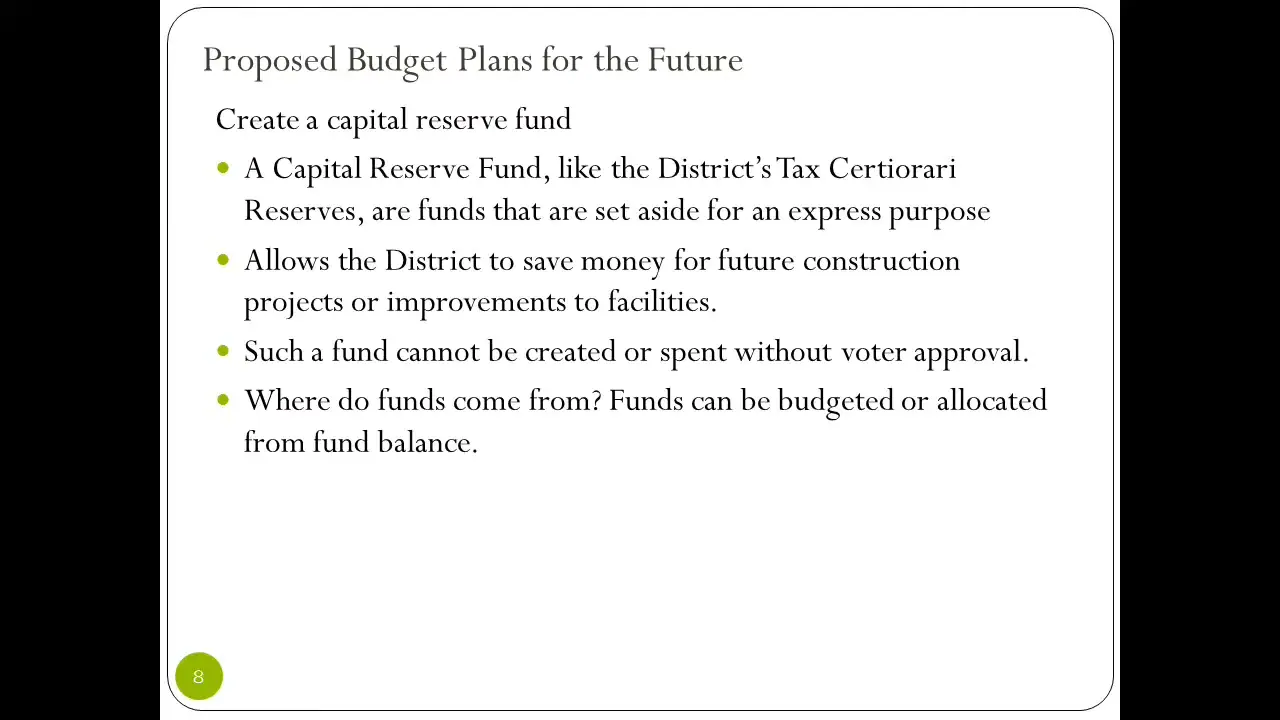 Proposed Budget Plans for the Future
Create a capital reserve fund
A Capital Reserve Fund, like the District’s Tax Certiorari
Reserves, are funds that are set aside for an express purpose
Allows the District to save money for future construction
projects or improvements to facilities.
Such a fund cannot be created or spent without voter approval.
Where do funds come from? Funds can be budgeted or allocated
from fund balance.
8